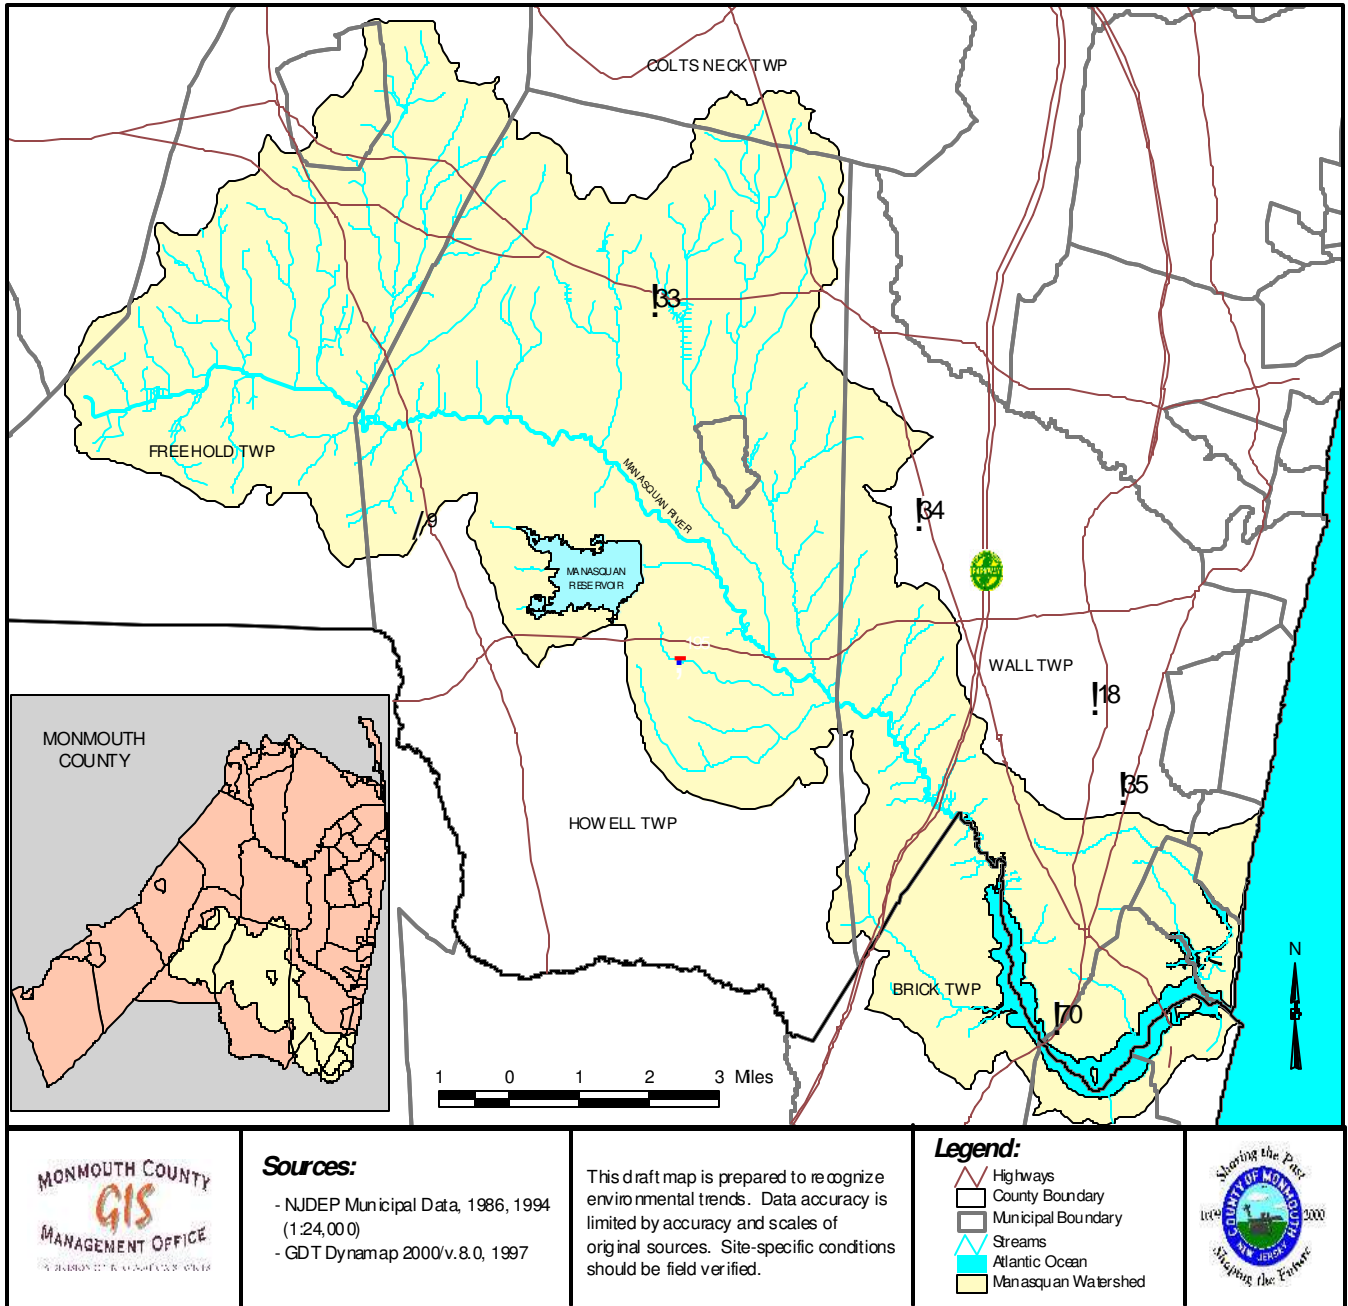 COLTS NECK TWP
33
FREEHOLD TWP
MANASQUAN RIVER
9
34
MANASQUAN
RESERVOIR
PARKWAY
195
WALL TWP
18
MONMOUTH
COUNTY
35
HOWELL TWP
BRICK TWP
70
N
1 0 1 2 3 Miles
MONMOUTH COUNTY
GIS
MANAGEMENT OFFICE
Sources:
- NJDEP Municipal Data, 1986, 1994
(1:24,000)
- GDT Dynamap 2000/v.8.0, 1997
This draft map is prepared to recognize
environmental trends. Data accuracy is
limited by accuracy and scales of
original sources. Site-specific conditions
should be field verified.
Legend:
Highways
County Boundary
Municipal Boundary
Streams
Atlantic Ocean
Manasquan Watershed
Sharing the Past
COUNTY OF MONMOUTH
NEW JERSEY
2000
Shaping the Future